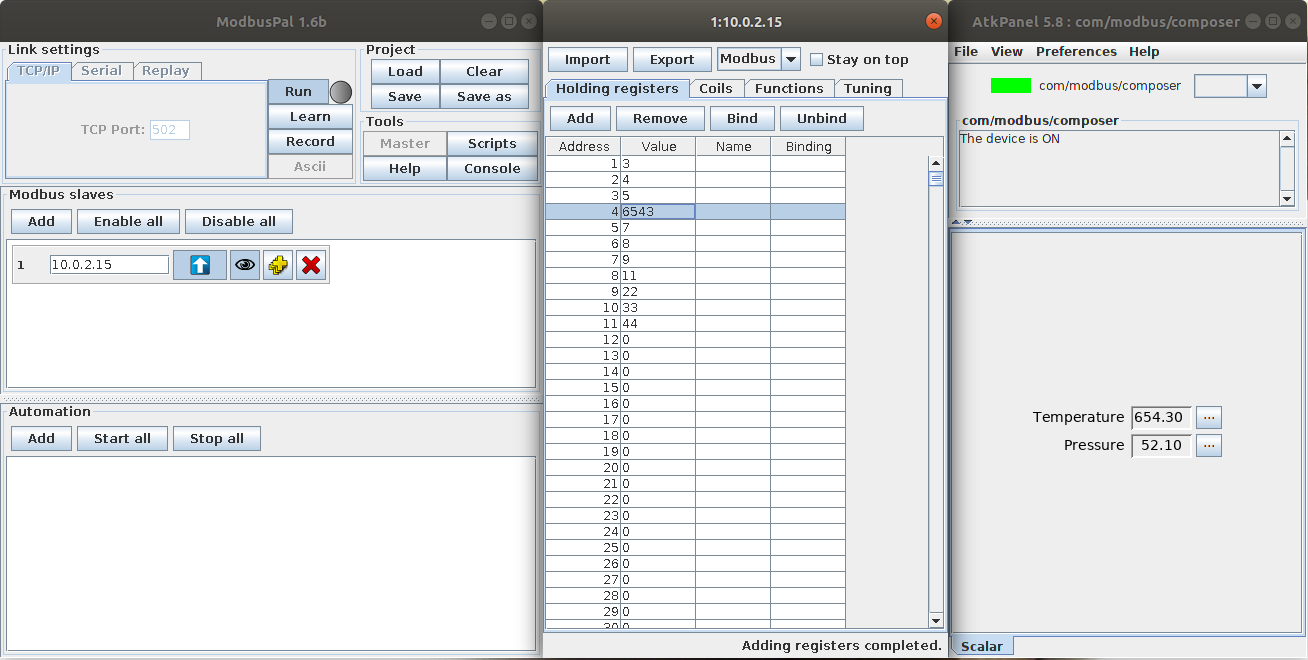 ModbusPal 1.6b
Link settings
TCP/IP Serial Replay
TCP Port: 502
Run
Learn
Record
Ascii
Project
Load Clear
Save Save as
Tools
Master Scripts
Help Console
Modbus slaves
Add Enable all Disable all
1 10.0.2.15
Automation
Add Start all Stop all
1:10.0.2.15
Import Export Modbus Stay on top
Holding registers Coils Functions Tuning
Add Remove Bind Unbind
Address Value Name Binding
1 3
2 4
3 5
4 6543
5 7
6 8
7 9
8 11
9 22
10 33
11 44
12 0
13 0
14 0
15 0
16 0
17 0
18 0
19 0
20 0
21 0
22 0
23 0
24 0
25 0
26 0
27 0
28 0
29 0
30 0
Adding registers completed.
AtkPanel 5.8 : com/modbus/composer
File View Preferences Help
com/modbus/composer
com/modbus/composer
The device is ON
Temperature 654.30 ...
Pressure 52.10 ...
Scalar